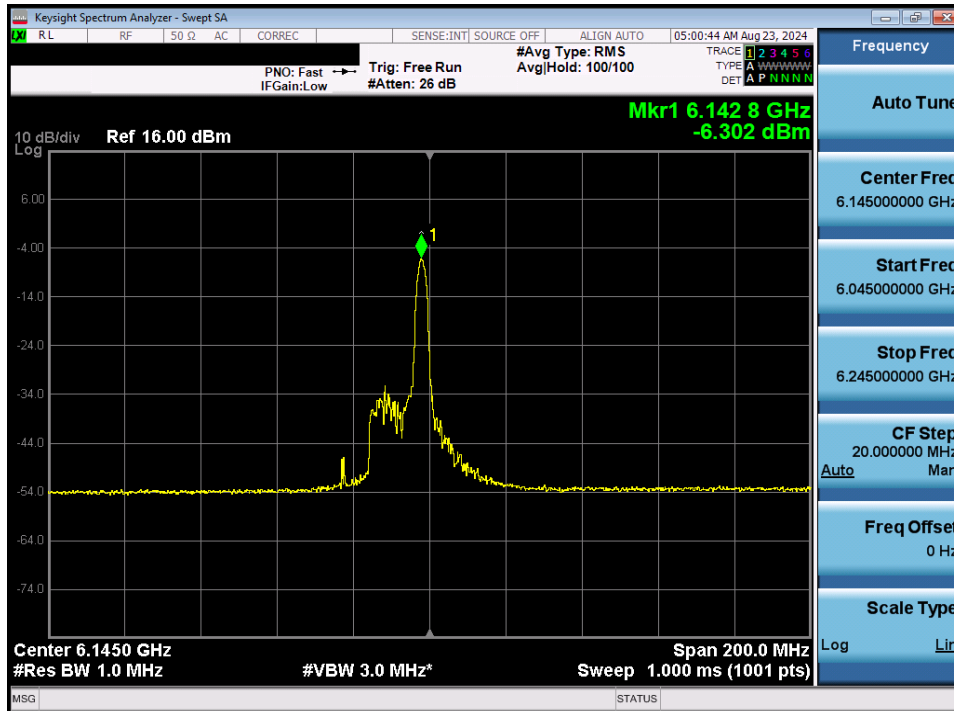 Keysight Spectrum Analyzer - Swept SA
LXI RL RF 50 Ω AC CORREC SENSE:INT SOURCE OFF ALIGN AUTO 05:00:44 AM Aug 23, 2024
PNO: Fast
IFGain:Low
Trig: Free Run
#Atten: 26 dB
#Avg Type: RMS
Avg|Hold: 100/100
TRACE 1 2 3 4 5 6
TYPE A WWWWW
DET A P N N N N
Mkr1 6.142 8 GHz
-6.302 dBm
10 dB/div Ref 16.00 dBm
Log
1
6.00
-4.00
-14.0
-24.0
-34.0
-44.0
-54.0
-64.0
-74.0
Center 6.1450 GHz Span 200.0 MHz
#Res BW 1.0 MHz #VBW 3.0 MHz* Sweep 1.000 ms (1001 pts)
MSG STATUS
Frequency
Auto Tune
Center Freq
6.145000000 GHz
Start Freq
6.045000000 GHz
Stop Freq
6.245000000 GHz
CF Step
20.000000 MHz
Auto Man
Freq Offset
0 Hz
Scale Type
Log Lin